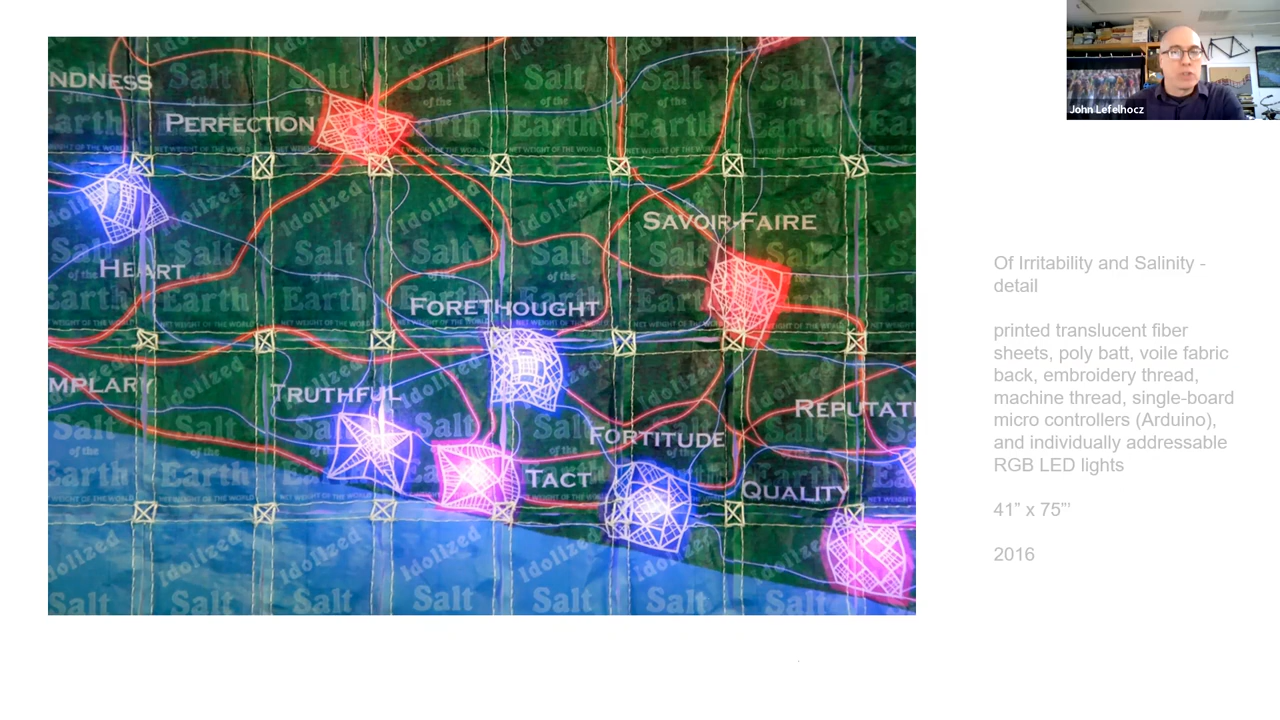 NDNESS
PERFECTION
SAVOIR-FAIRE
HEART
FORETHOUGHT
MPLARY
TRUTHFUL
REPUTATI
FORTITUDE
TACT
QUALITY
Idolized
Salt
of the
Earth
NET WEIGHT OF THE WORLD
John Lefelhocz
Of Irritability and Salinity -
detail
printed translucent fiber
sheets, poly batt, voile fabric
back, embroidery thread,
machine thread, single-board
micro controllers (Arduino),
and individually addressable
RGB LED lights
41” x 75”'
2016